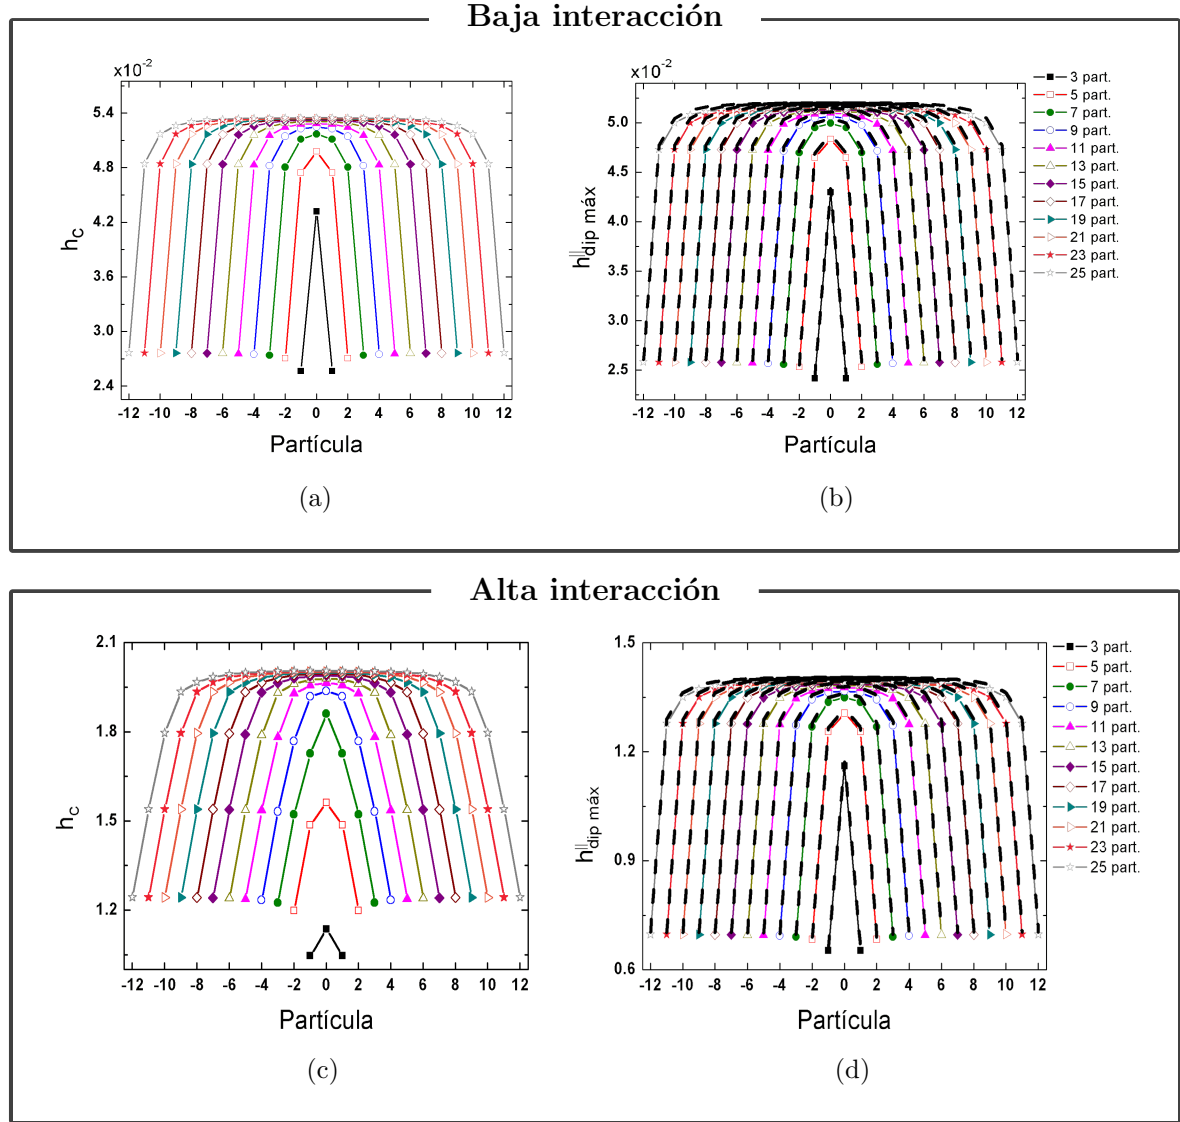 Baja interacción
x10-2
5.4
4.8
4.2
3.6
3.0
2.4
hC
-12 -10 -8 -6 -4 -2 0 2 4 6 8 10 12
Partícula
(a)
x10-2
5.0
4.5
4.0
3.5
3.0
2.5
h||dip máx
-12 -10 -8 -6 -4 -2 0 2 4 6 8 10 12
Partícula
(b)
3 part.
5 part.
7 part.
9 part.
11 part.
13 part.
15 part.
17 part.
19 part.
21 part.
23 part.
25 part.
Alta interacción
2.1
1.8
1.5
1.2
hc
-12 -10 -8 -6 -4 -2 0 2 4 6 8 10 12
Partícula
(c)
1.5
1.2
0.9
0.6
h||dip máx
-12 -10 -8 -6 -4 -2 0 2 4 6 8 10 12
Partícula
(d)
3 part.
5 part.
7 part.
9 part.
11 part.
13 part.
15 part.
17 part.
19 part.
21 part.
23 part.
25 part.